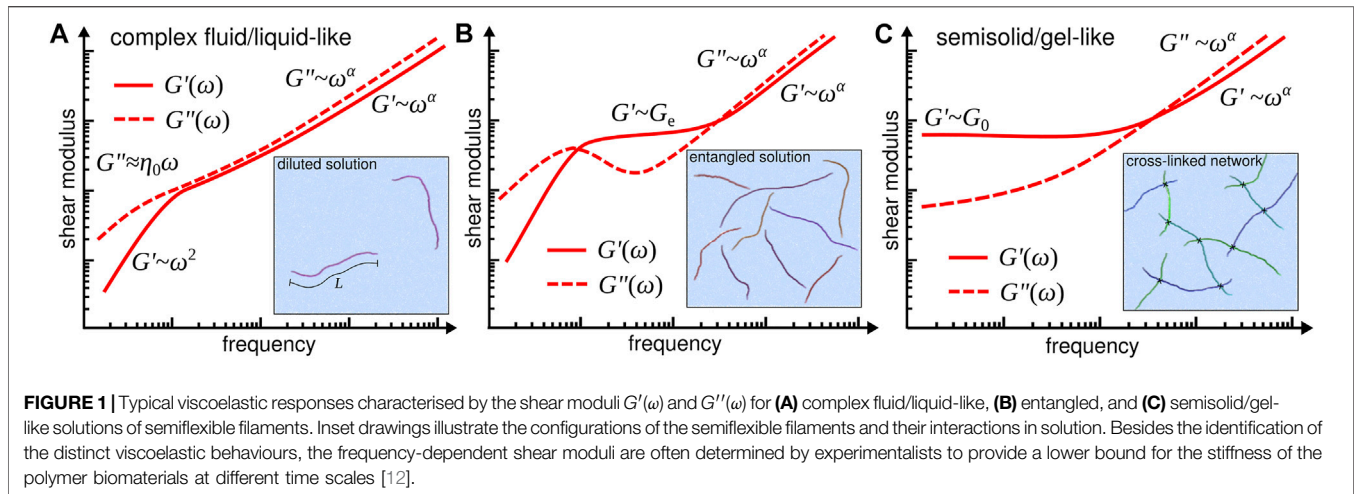 A complex fluid/liquid-like
G'(ω)
G''(ω)
G''~ω^α
G'~ω^α
G''≈η₀ω
G'~ω²
diluted solution
L
shear modulus
frequency
B
G''~ω^α
G'~ω^α
G'~Gₑ
entangled solution
G'(ω)
G''(ω)
shear modulus
frequency
C semisolid/gel-like
G''~ω^α
G'~ω^α
G'~G₀
cross-linked network
G'(ω)
G''(ω)
shear modulus
frequency
FIGURE 1 | Typical viscoelastic responses characterised by the shear moduli G'(ω) and G''(ω) for (A) complex fluid/liquid-like, (B) entangled, and (C) semisolid/gel-
like solutions of semiflexible filaments. Inset drawings illustrate the configurations of the semiflexible filaments and their interactions in solution. Besides the identification of
the distinct viscoelastic behaviours, the frequency-dependent shear moduli are often determined by experimentalists to provide a lower bound for the stiffness of the
polymer biomaterials at different time scales [12].